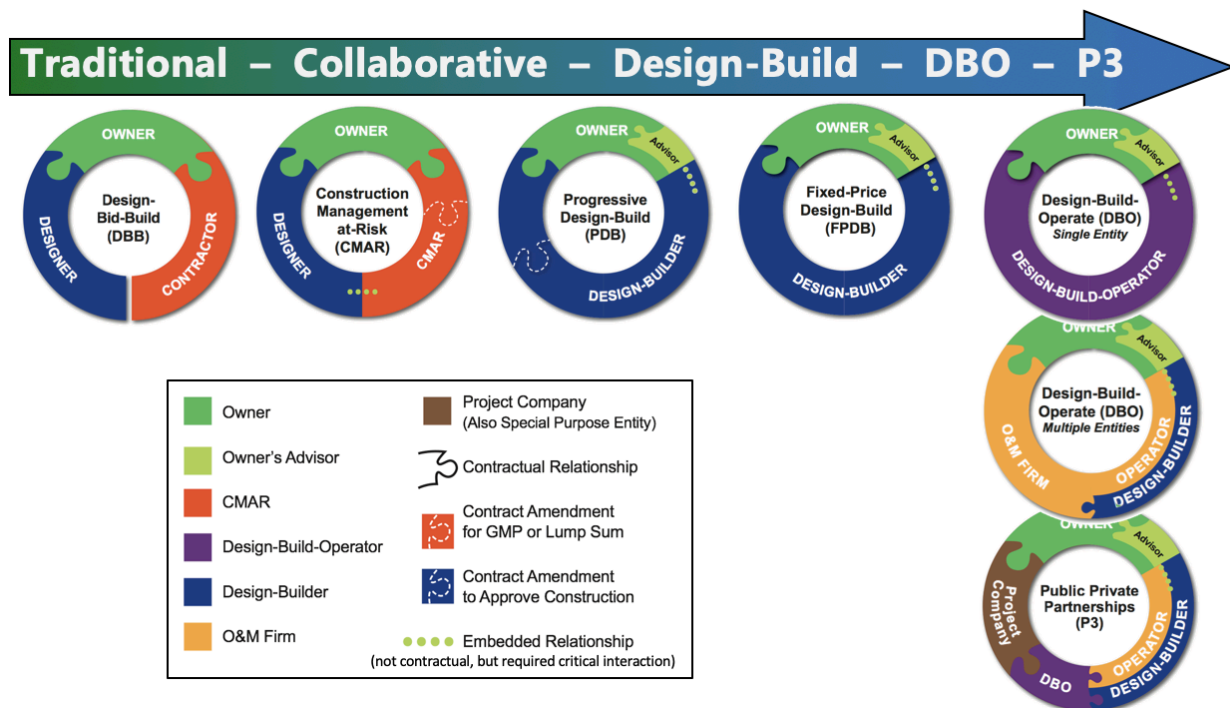 Traditional – Collaborative – Design-Build – DBO – P3
OWNER
DESIGNER
CONTRACTOR
Design-
Bid-Build
(DBB)
OWNER
DESIGNER
CMAR
Construction
Management
at-Risk
(CMAR)
OWNER
Advisor
DESIGN-BUILDER
Progressive
Design-Build
(PDB)
OWNER
Advisor
DESIGN-BUILDER
Fixed-Price
Design-Build
(FPDB)
OWNER
Advisor
DESIGN-BUILD-OPERATOR
Design-Build-
Operate (DBO)
Single Entity
OWNER
Advisor
O&M FIRM
OPERATOR
DESIGN-BUILDER
Design-Build-
Operate (DBO)
Multiple Entities
OWNER
Advisor
Project
Company
DBO
OPERATOR
DESIGN-BUILDER
Public Private
Partnerships
(P3)
Owner
Owner's Advisor
CMAR
Design-Build-Operator
Design-Builder
O&M Firm
Project Company
(Also Special Purpose Entity)
Contractual Relationship
Contract Amendment
for GMP or Lump Sum
Contract Amendment
to Approve Construction
Embedded Relationship
(not contractual, but required critical interaction)